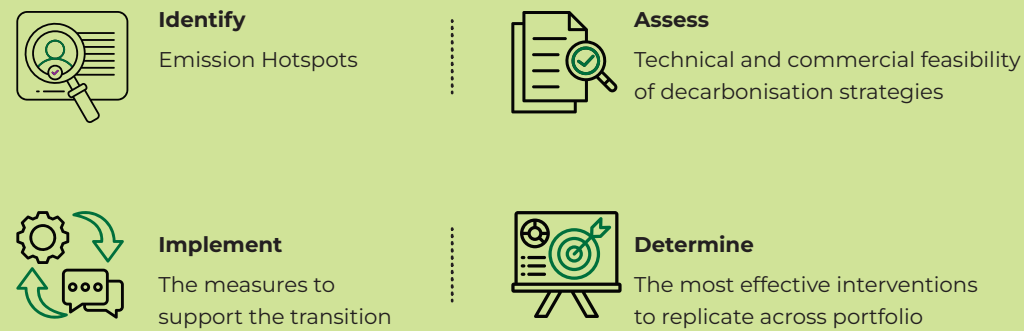 Identify
Emission Hotspots
Assess
Technical and commercial feasibility
of decarbonisation strategies
Implement
The measures to
support the transition
Determine
The most effective interventions
to replicate across portfolio